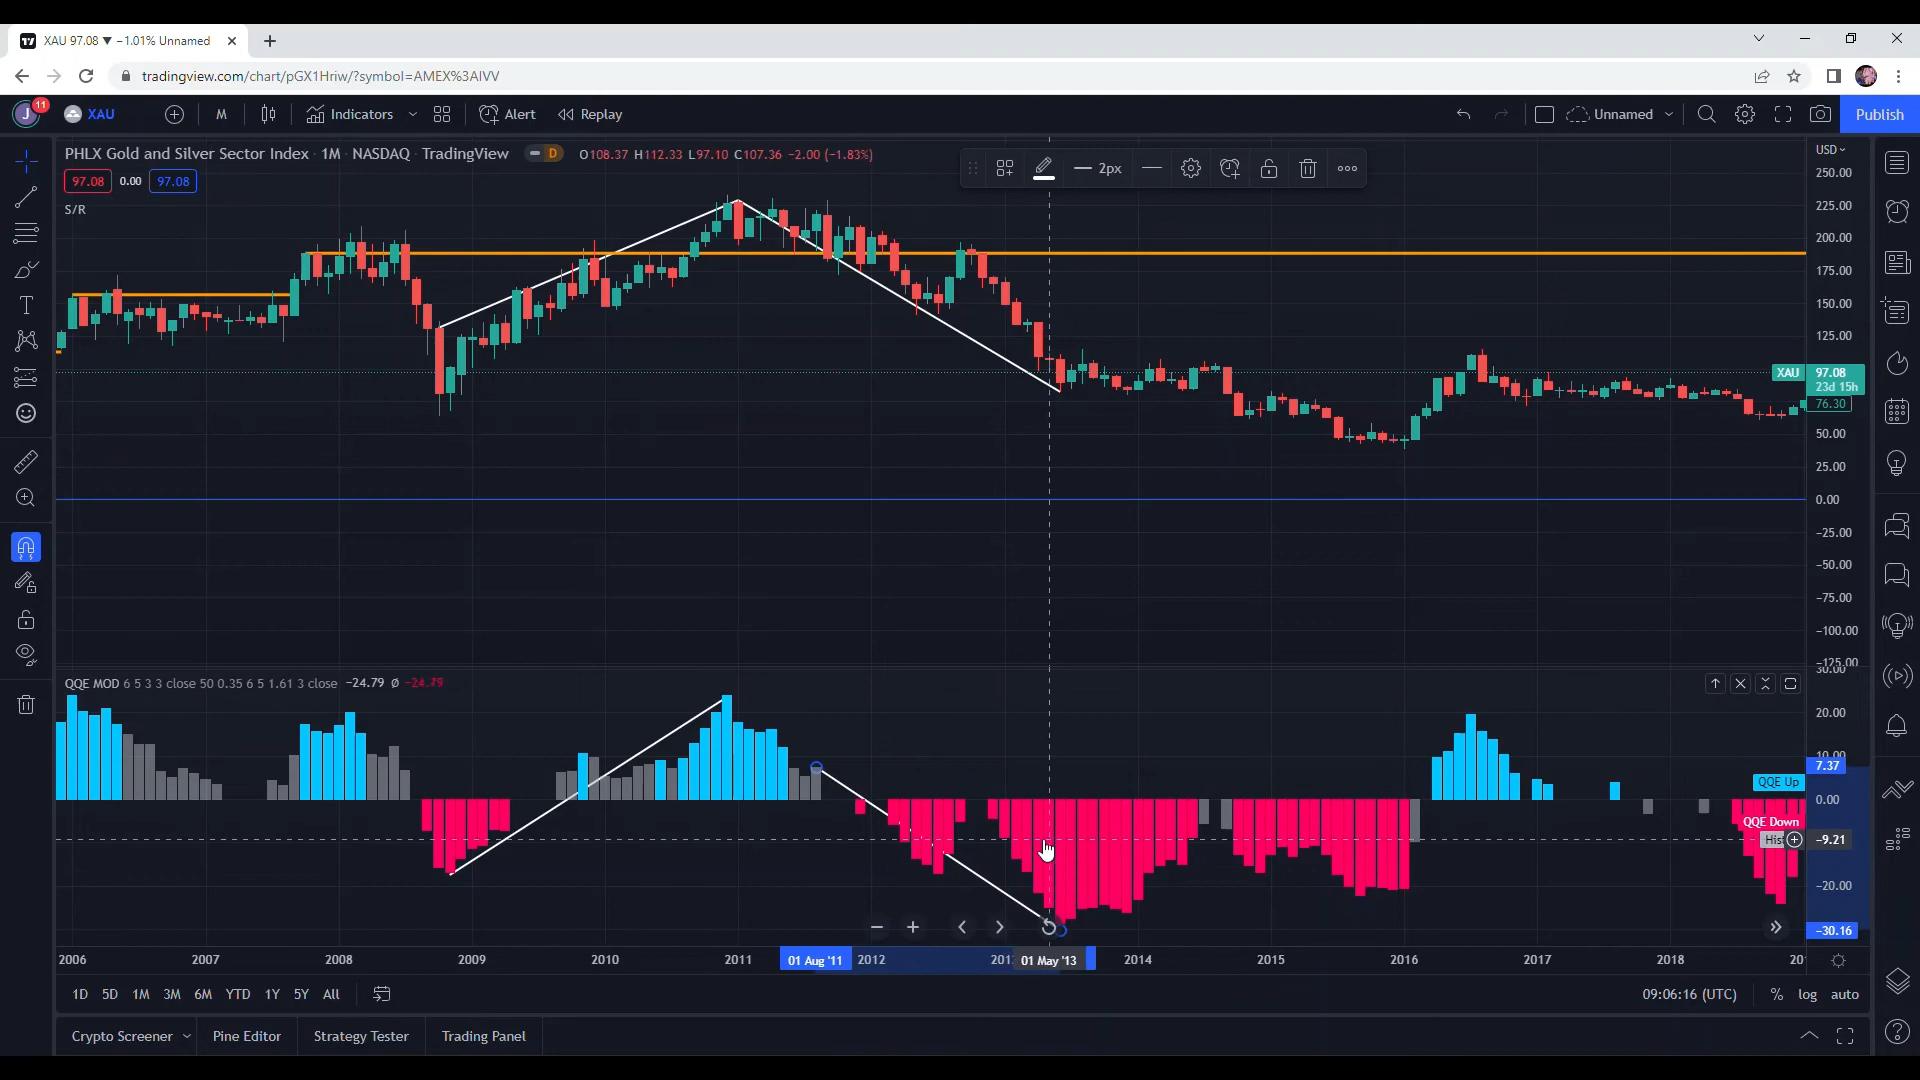 XAU 97.08 ▼ −1.01% Unnamed
tradingview.com/chart/pGX1Hriw/?symbol=AMEX%3AIVV
J 11 XAU M Indicators Alert Replay Unnamed Publish
PHLX Gold and Silver Sector Index · 1M · NASDAQ · TradingView D O108.37 H112.33 L97.10 C107.36 −2.00 (−1.83%)
2px
USD
97.08 0.00 97.08
S/R
250.00
225.00
200.00
175.00
150.00
125.00
XAU 97.08
23d 15h
76.30
50.00
25.00
0.00
−25.00
−50.00
−75.00
−100.00
−125.00
30.00
QQE MOD 6 5 3 3 close 50 0.35 6 5 1.61 3 close −24.79 Ø −24.79
20.00
10.00
7.37
QQE Up
0.00
QQE Down
His −9.21
−20.00
−30.16
2006 2007 2008 2009 2010 2011 01 Aug '11 2012 201 01 May '13 2014 2015 2016 2017 2018 20
1D 5D 1M 3M 6M YTD 1Y 5Y All 09:06:16 (UTC) % log auto
Crypto Screener Pine Editor Strategy Tester Trading Panel